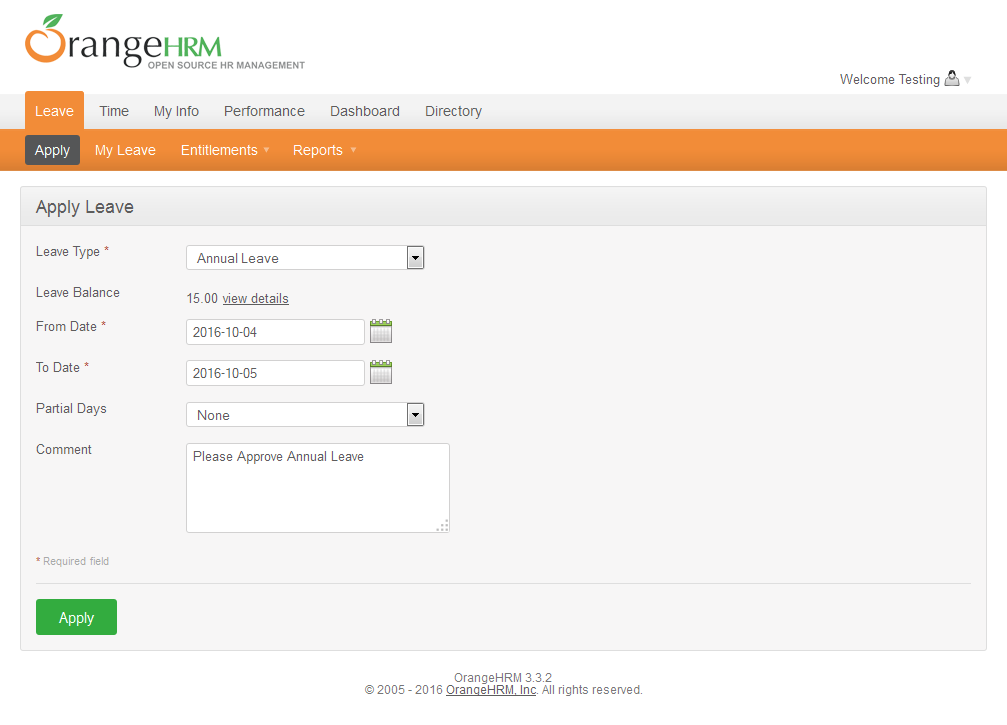 OrangeHRM
OPEN SOURCE HR MANAGEMENT
Welcome Testing
Leave Time My Info Performance Dashboard Directory
Apply My Leave Entitlements Reports
Apply Leave
Leave Type * Annual Leave
Leave Balance 15.00 view details
From Date * 2016-10-04
To Date * 2016-10-05
Partial Days None
Comment Please Approve Annual Leave
* Required field
Apply
OrangeHRM 3.3.2
© 2005 - 2016 OrangeHRM, Inc. All rights reserved.